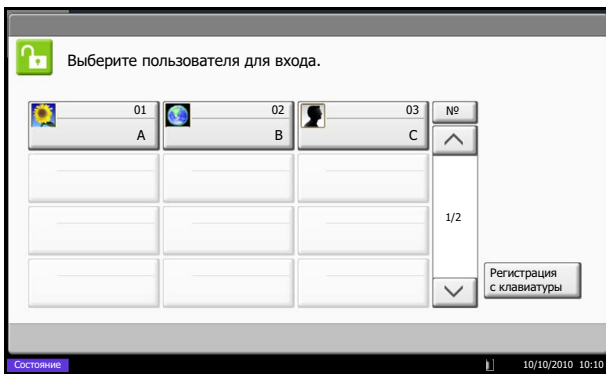 Выберите пользователя для входа.
01 02 03 №
A B C
1/2
Регистрация
с клавиатуры
Состояние 10/10/2010 10:10